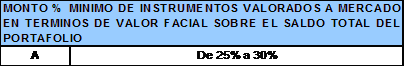 MONTO % MINIMO DE INSTRUMENTOS VALORADOS A MERCADO
EN TERMINOS DE VALOR FACIAL SOBRE EL SALDO TOTAL DEL
PORTAFOLIO
A De 25% a 30%